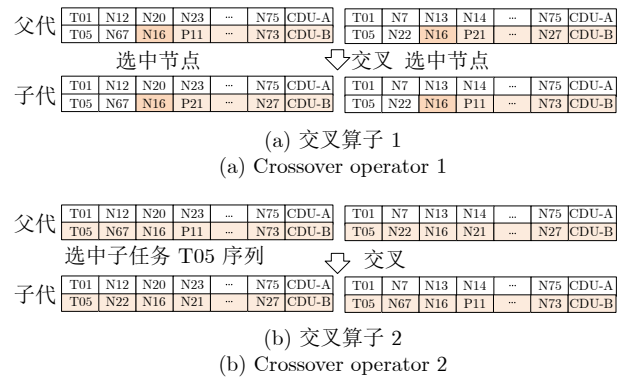 父代 T01 N12 N20 N23 ... N75 CDU-A T01 N7 N13 N14 ... N75 CDU-A
T05 N67 N16 P11 ... N73 CDU-B T05 N22 N16 P21 ... N27 CDU-B
选中节点 交叉 选中节点
子代 T01 N12 N20 N23 ... N75 CDU-A T01 N7 N13 N14 ... N75 CDU-A
T05 N67 N16 P21 ... N27 CDU-B T05 N22 N16 P11 ... N73 CDU-B
(a) 交叉算子 1
(a) Crossover operator 1
父代 T01 N12 N20 N23 ... N75 CDU-A T01 N7 N13 N14 ... N75 CDU-A
T05 N67 N16 P11 ... N73 CDU-B T05 N22 N16 N21 ... N27 CDU-B
选中子任务 T05 序列 交叉
子代 T01 N12 N20 N23 ... N75 CDU-A T01 N7 N13 N14 ... N75 CDU-A
T05 N22 N16 N21 ... N27 CDU-B T05 N67 N16 P11 ... N73 CDU-B
(b) 交叉算子 2
(b) Crossover operator 2